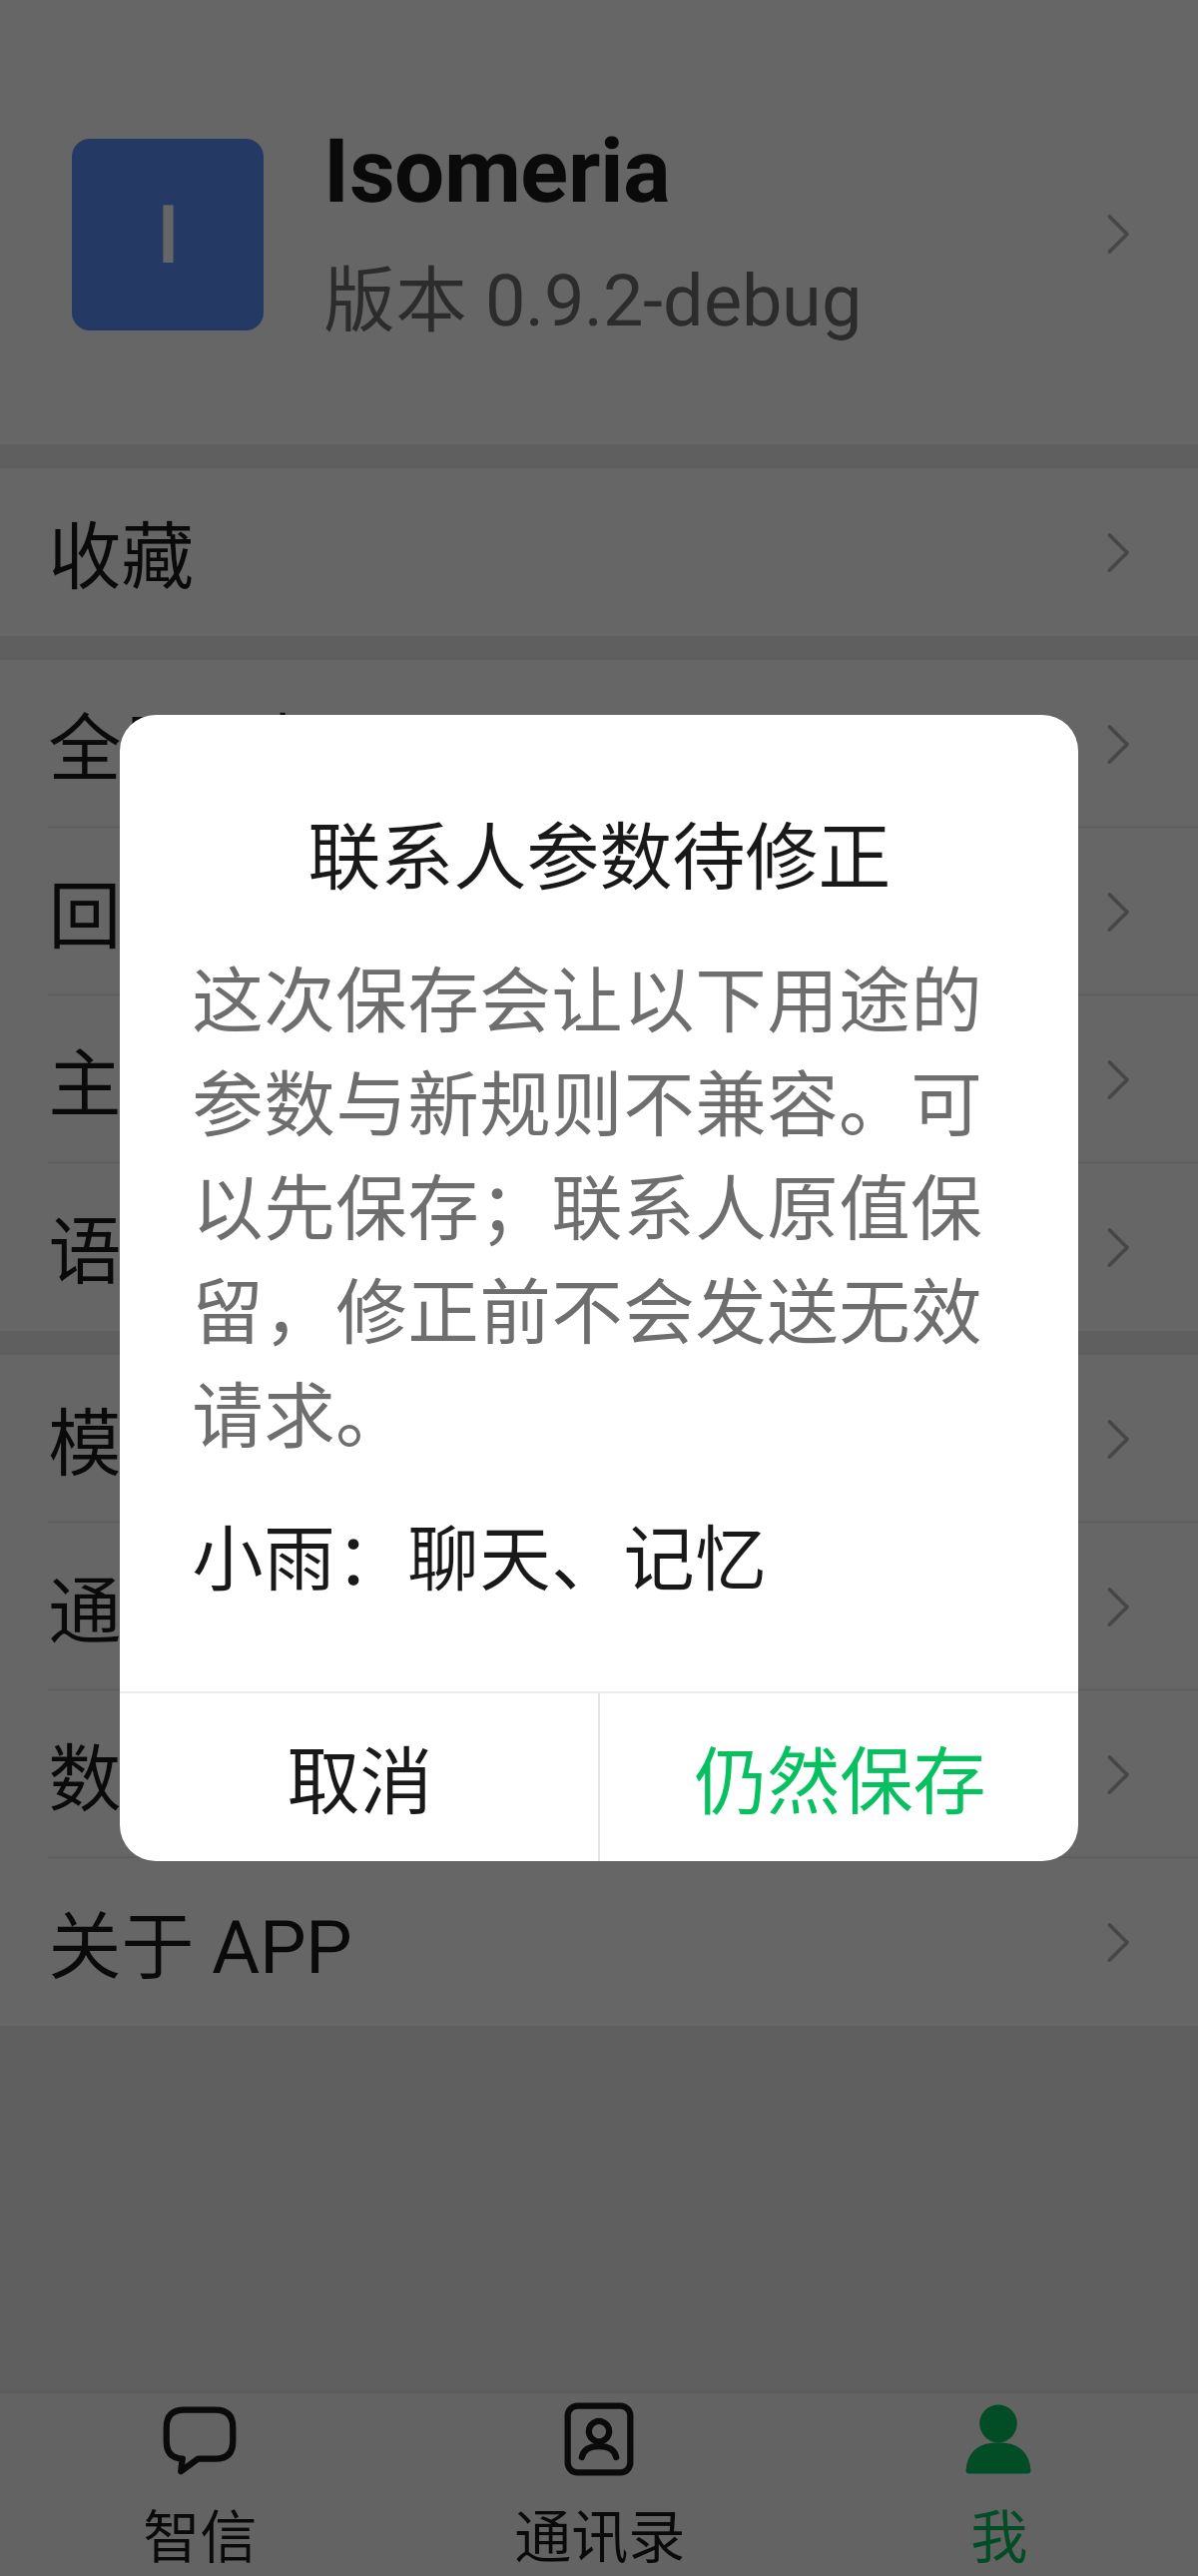 I
Isomeria
版本 0.9.2-debug
收藏
全
回
主
语
模
通
数
联系人参数待修正
这次保存会让以下用途的
参数与新规则不兼容。可
以先保存；联系人原值保
留，修正前不会发送无效
请求。
小雨：聊天、记忆
取消
仍然保存
关于 APP
智信
通讯录
我